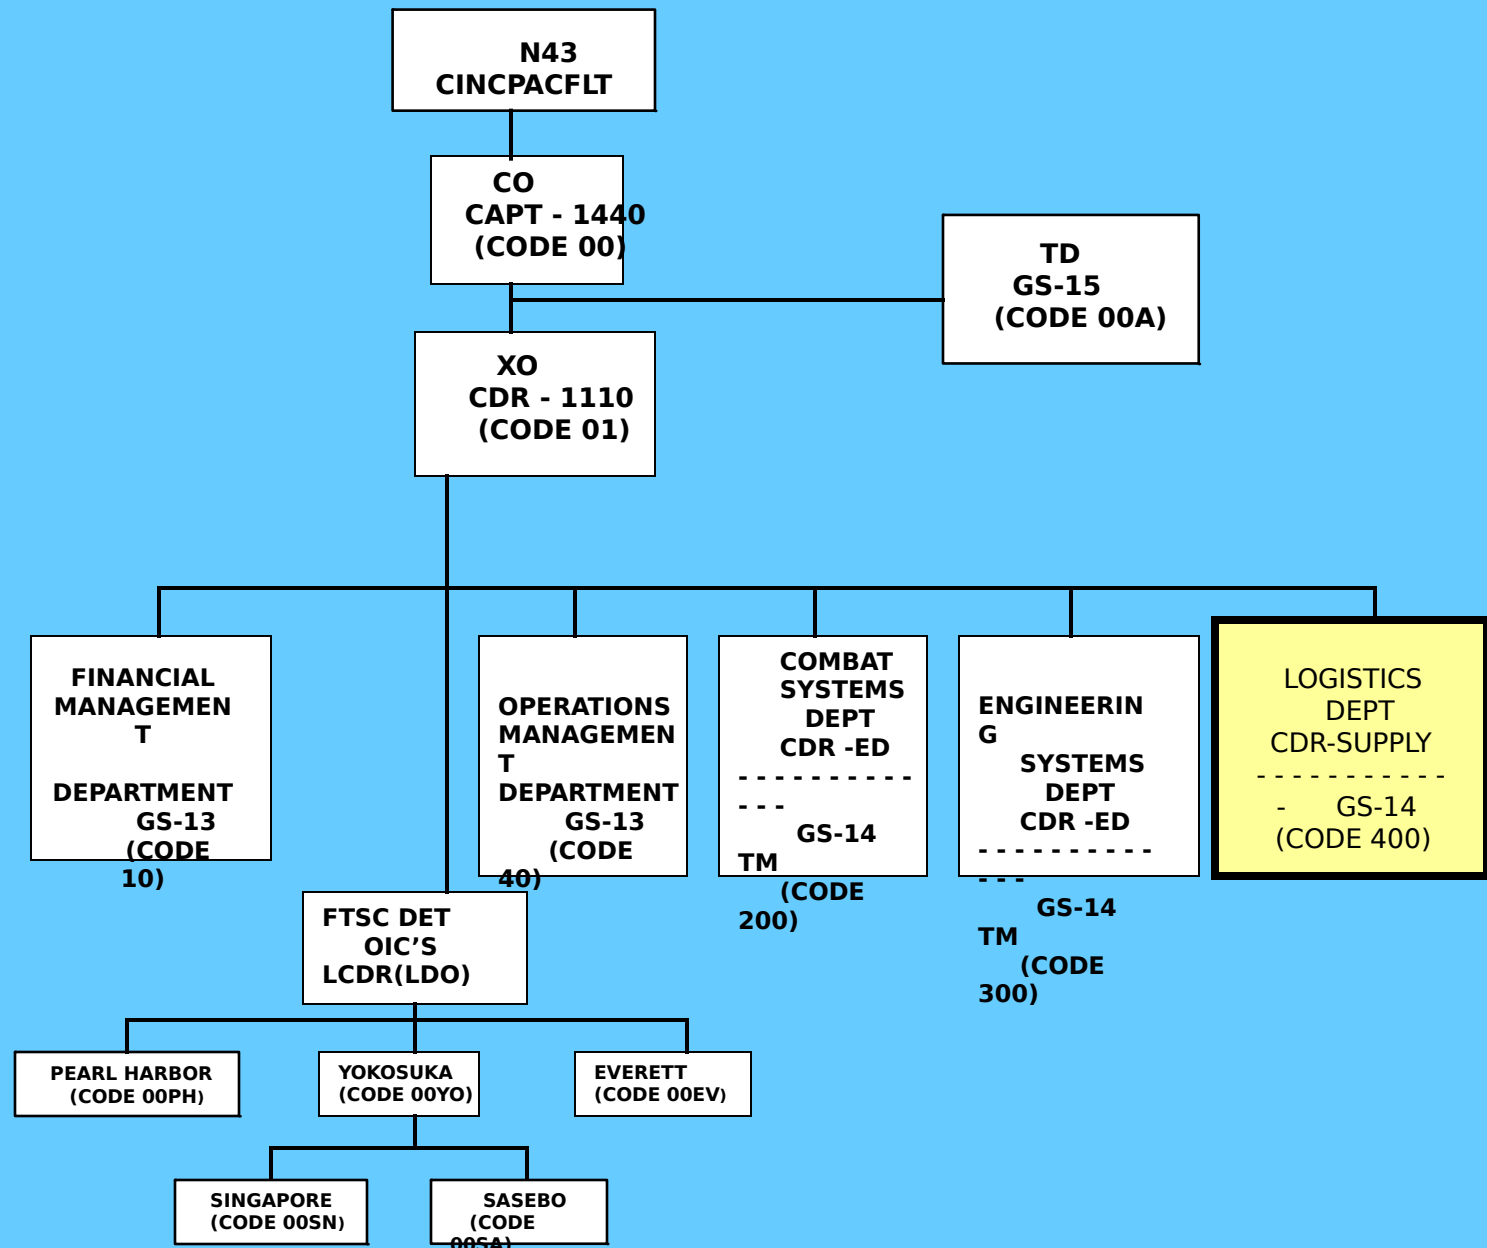 N43
CINCPACFLT
CO
CAPT - 1440
(CODE 00)
TD
GS-15
(CODE 00A)
XO
CDR - 1110
(CODE 01)
FINANCIAL
MANAGEMEN
T
DEPARTMENT
GS-13
(CODE
10)
OPERATIONS
MANAGEMEN
T
DEPARTMENT
GS-13
(CODE
40)
COMBAT
SYSTEMS
DEPT
CDR -ED
- - - - - - - - - -
- - -
GS-14
TM
(CODE
200)
ENGINEERIN
G
SYSTEMS
DEPT
CDR -ED
- - - - - - - - - -
- - -
GS-14
TM
(CODE
300)
LOGISTICS
DEPT
CDR-SUPPLY
- - - - - - - - - - -
- GS-14
(CODE 400)
FTSC DET
OIC’S
LCDR(LDO)
PEARL HARBOR
(CODE 00PH)
YOKOSUKA
(CODE 00YO)
EVERETT
(CODE 00EV)
SINGAPORE
(CODE 00SN)
SASEBO
(CODE
00SA)